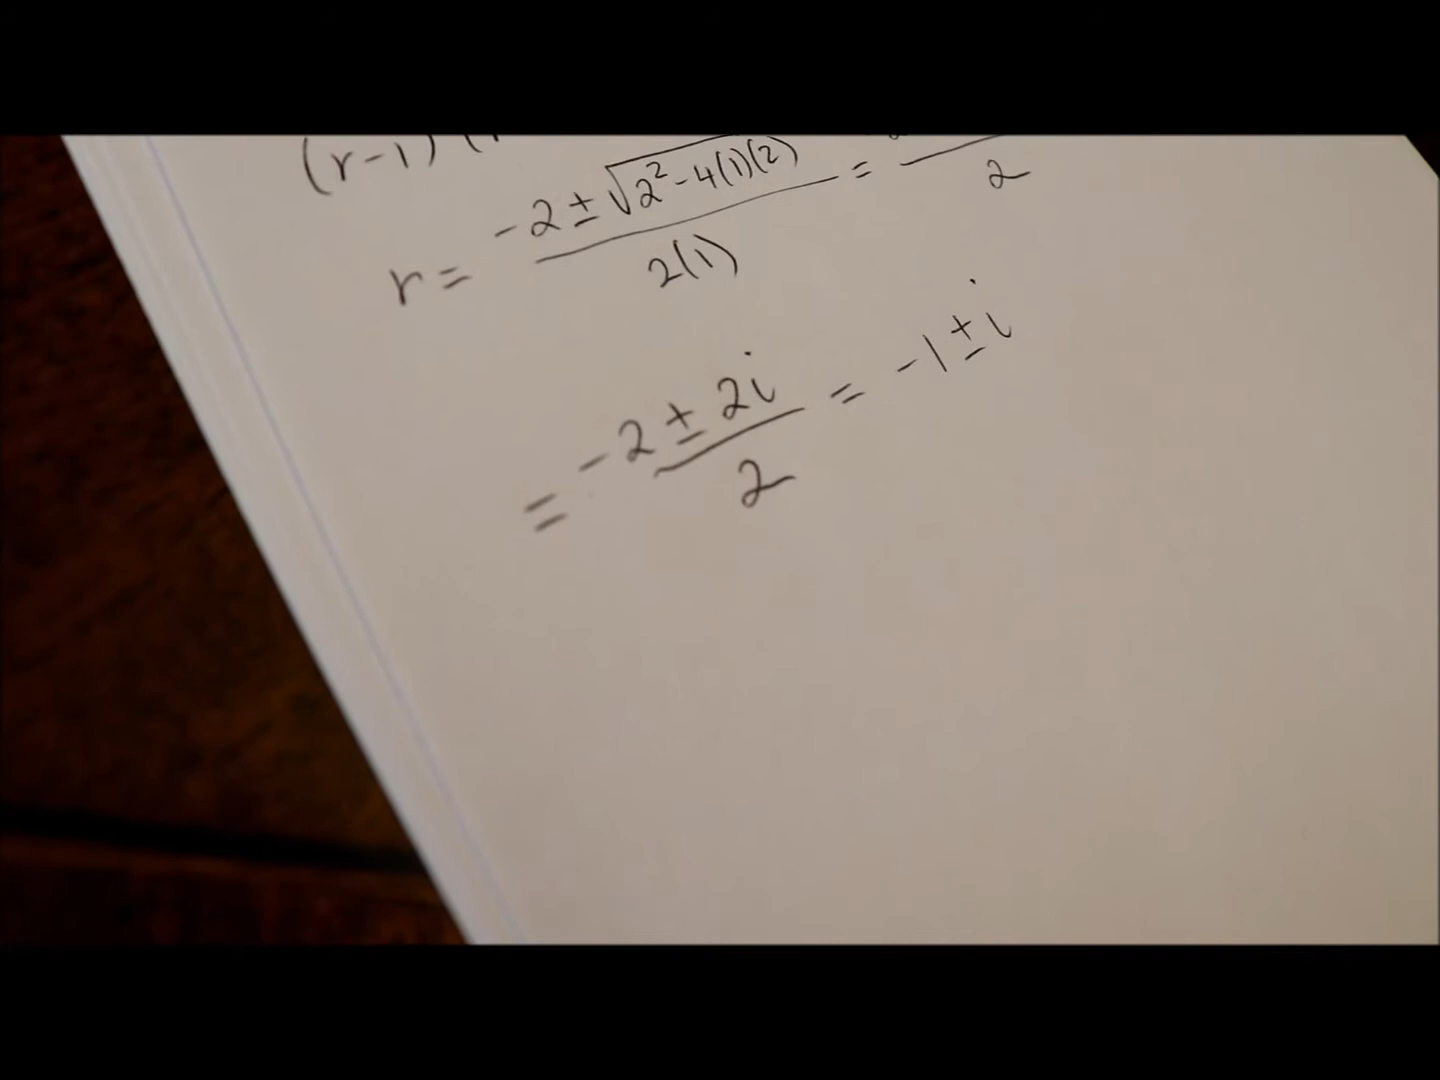 (r-1)(r
r = -2 ± √2² - 4(1)(2) / 2(1) = / 2
= -2 ± 2i / 2 = -1 ± i